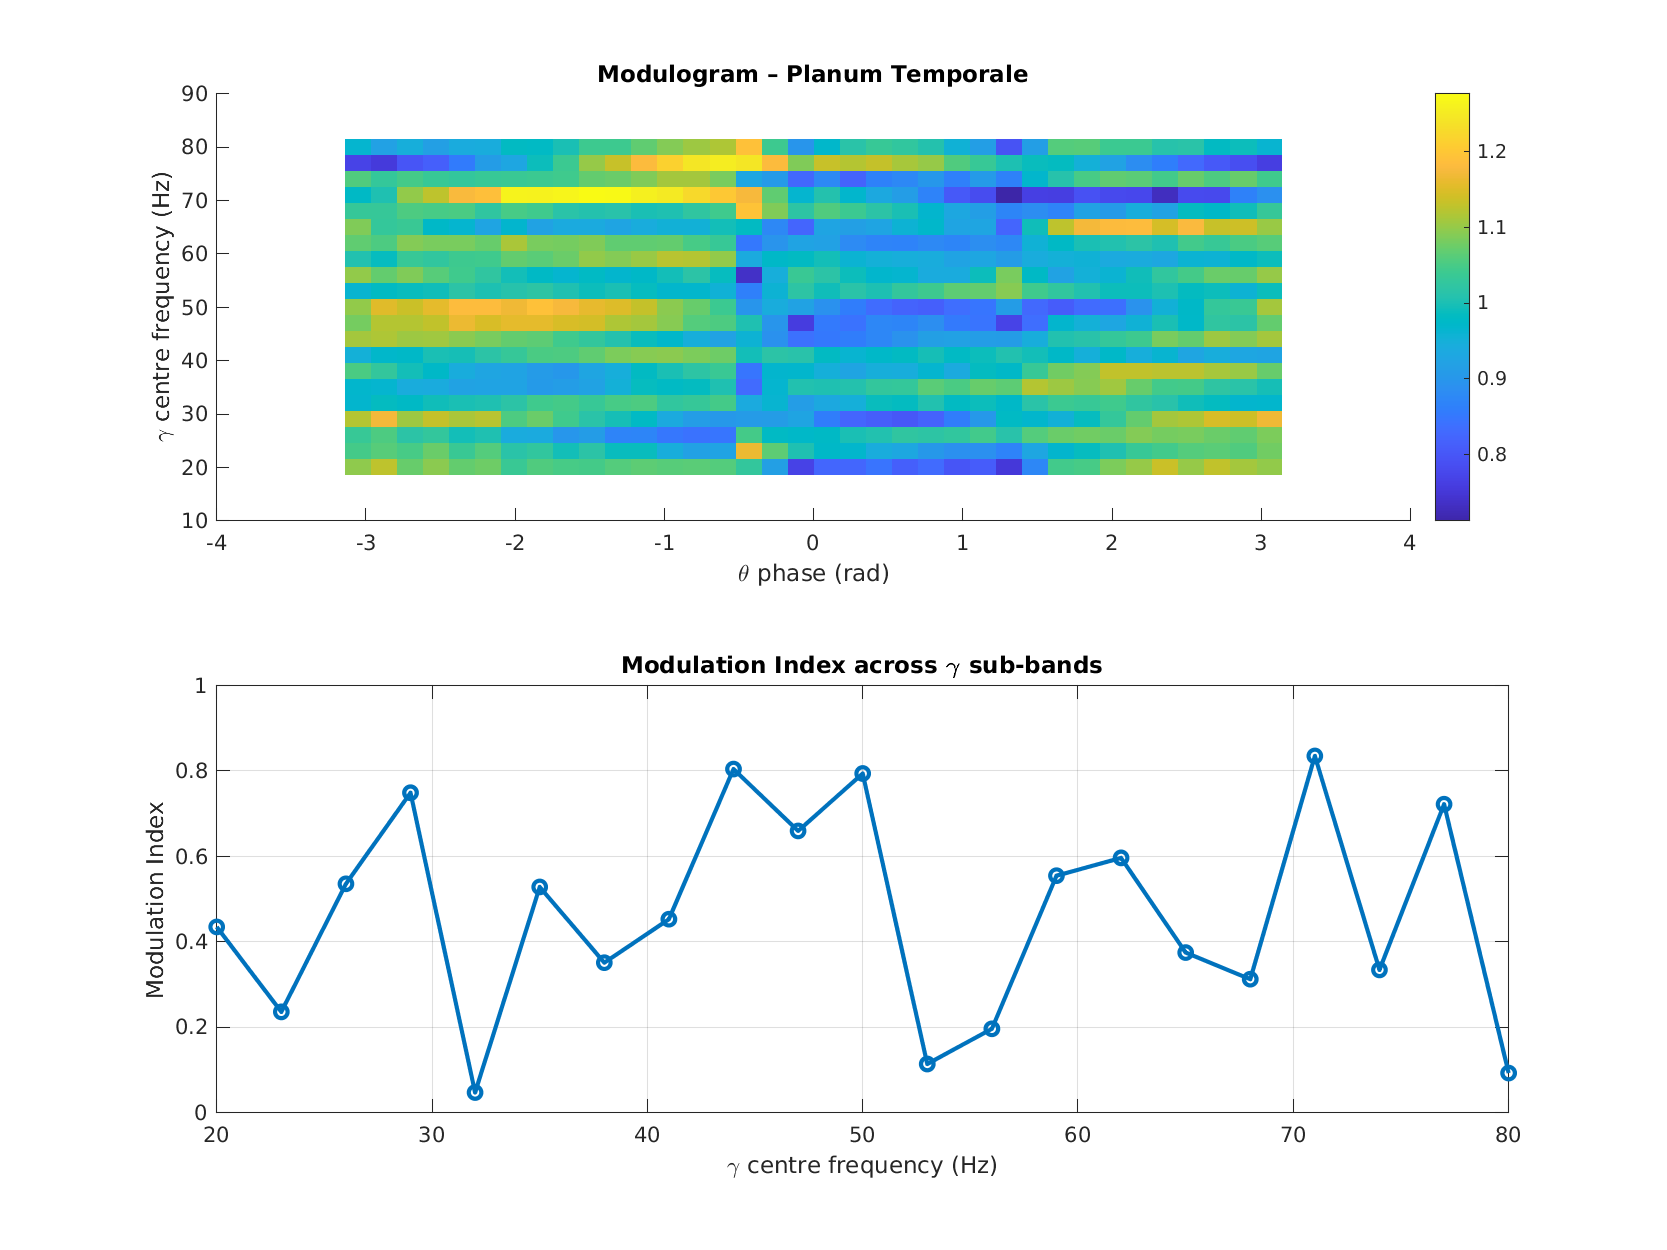 Modulogram – Planum Temporale
90
80
70
60
50
40
30
20
10
γ centre frequency (Hz)
-4 -3 -2 -1 0 1 2 3 4
θ phase (rad)
1.2
1.1
1
0.9
0.8
Modulation Index across γ sub-bands
1
0.8
0.6
0.4
0.2
0
Modulation Index
20 30 40 50 60 70 80
γ centre frequency (Hz)